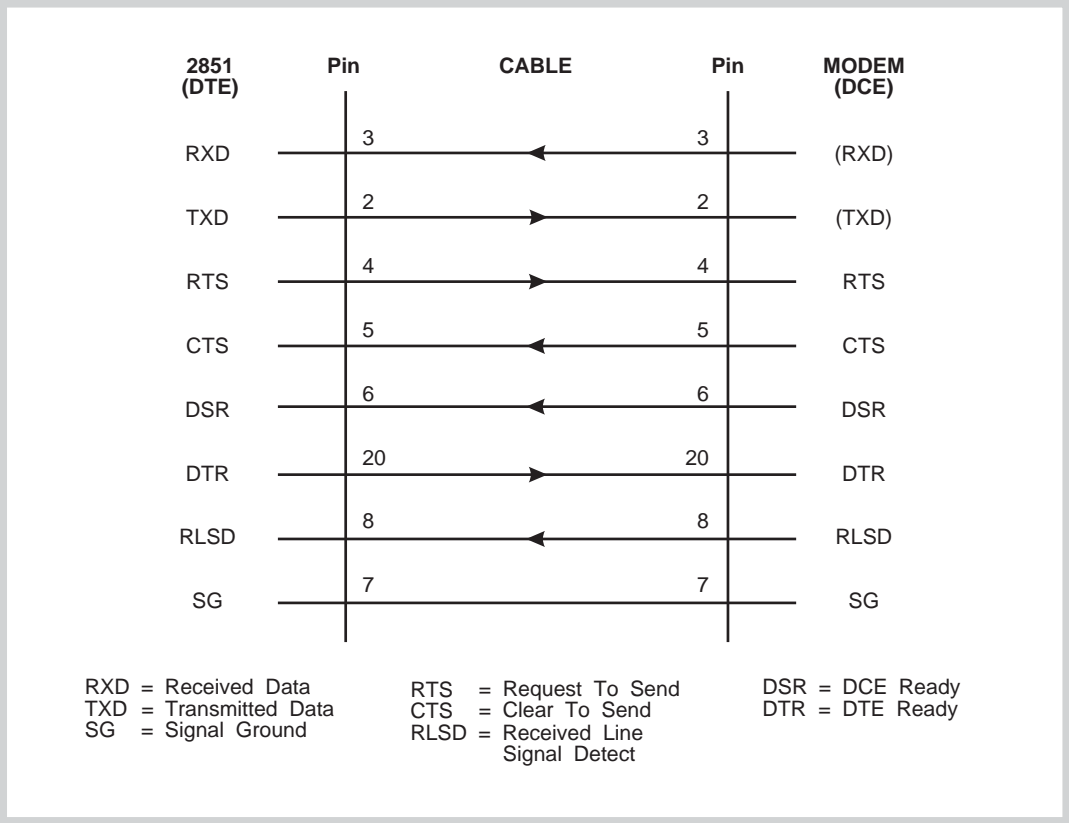 2851 Pin CABLE Pin MODEM
(DTE) (DCE)
RXD 3 3 (RXD)
TXD 2 2 (TXD)
RTS 4 4 RTS
CTS 5 5 CTS
DSR 6 6 DSR
DTR 20 20 DTR
RLSD 8 8 RLSD
SG 7 7 SG
RXD = Received Data
TXD = Transmitted Data
SG = Signal Ground
RTS = Request To Send
CTS = Clear To Send
RLSD = Received Line
Signal Detect
DSR = DCE Ready
DTR = DTE Ready